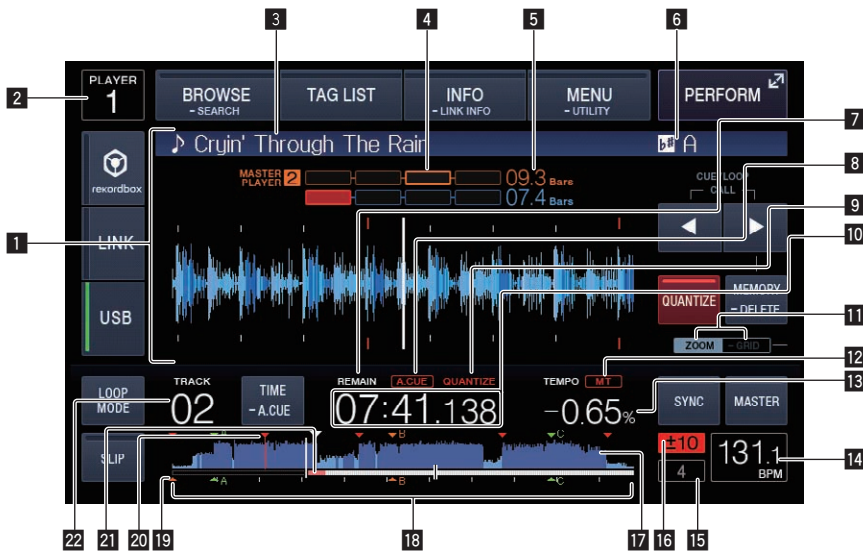 3 4 5 6
PLAYER
1
2
BROWSE
- SEARCH
TAG LIST
INFO
- LINK INFO
MENU
- UTILITY
PERFORM
7
♪ Cryin' Through The Rain
b# A
8
rekordbox
MASTER
PLAYER 2
09.3 Bars
07.4 Bars
CUE/LOOP
CALL
9
10
1
LINK
USB
QUANTIZE
MEMORY
- DELETE
11
ZOOM - GRID
12
LOOP
MODE
TRACK
02
TIME
- A.CUE
REMAIN A.CUE QUANTIZE
07:41.138
TEMPO MT
-0.65%
13
SYNC
MASTER
A B C
SLIP
±10
131.1
BPM
14
4
A B C
22 21 20 19 18 17 16 15